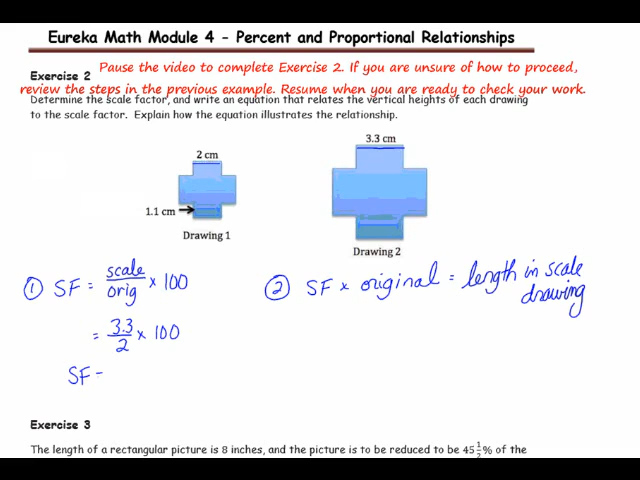 Eureka Math Module 4 – Percent and Proportional Relationships
Exercise 2 Pause the video to complete Exercise 2. If you are unsure of how to proceed,
review the steps in the previous example. Resume when you are ready to check your work.
Determine the scale factor, and write an equation that relates the vertical heights of each drawing
to the scale factor. Explain how the equation illustrates the relationship.
3.3 cm
2 cm
1.1 cm
Drawing 1
Drawing 2
① SF = scale/orig × 100
② SF × original = length in scale
drawing
= 3.3/2 × 100
SF =
Exercise 3
The length of a rectangular picture is 8 inches, and the picture is to be reduced to be 45 1/2% of the